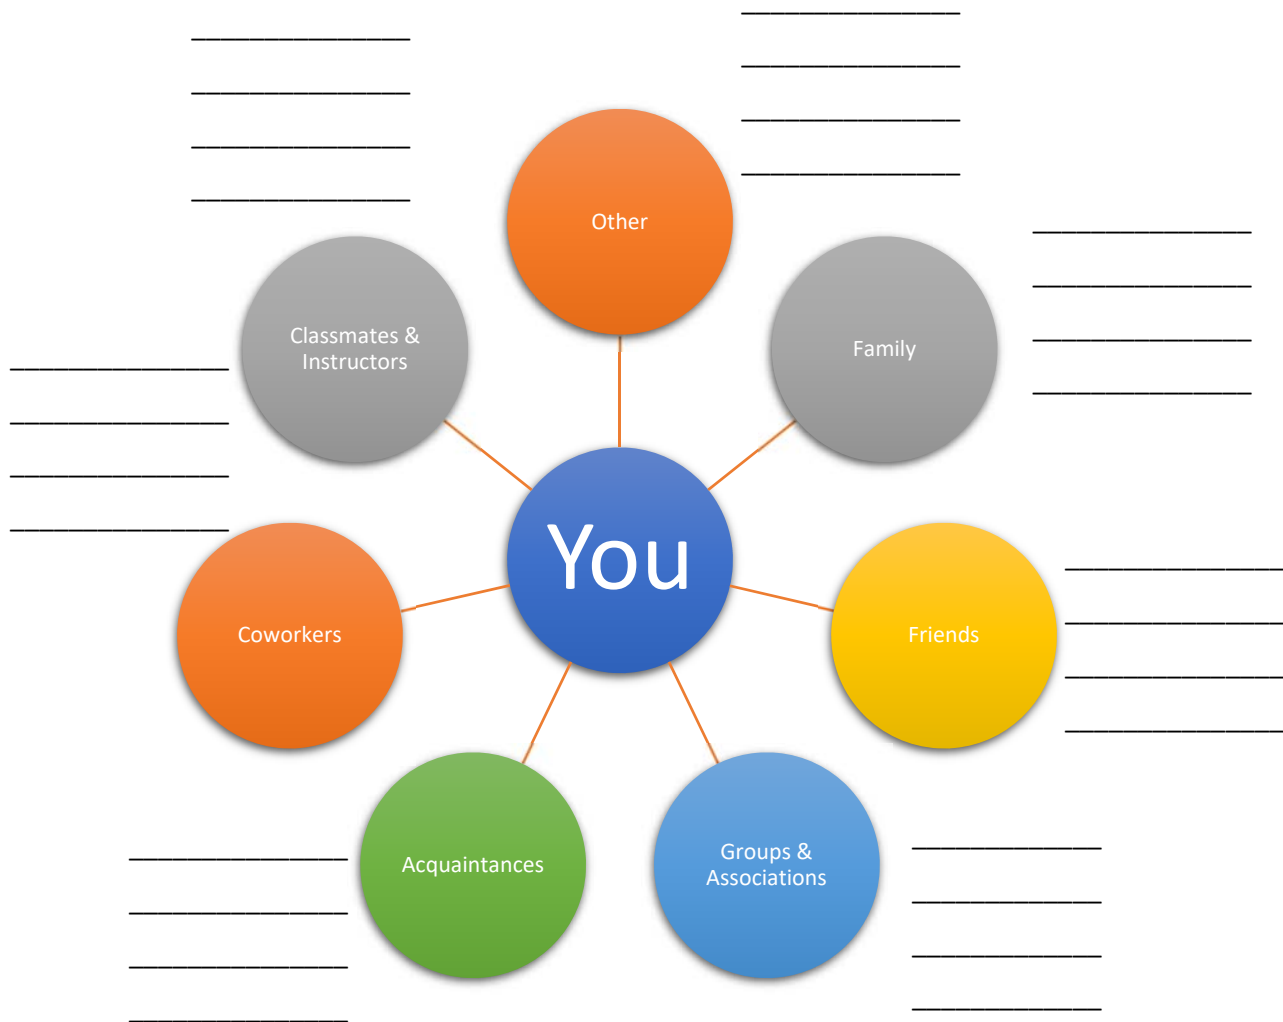 Other
Classmates &
Instructors
Family
You
Coworkers
Friends
Acquaintances
Groups &
Associations